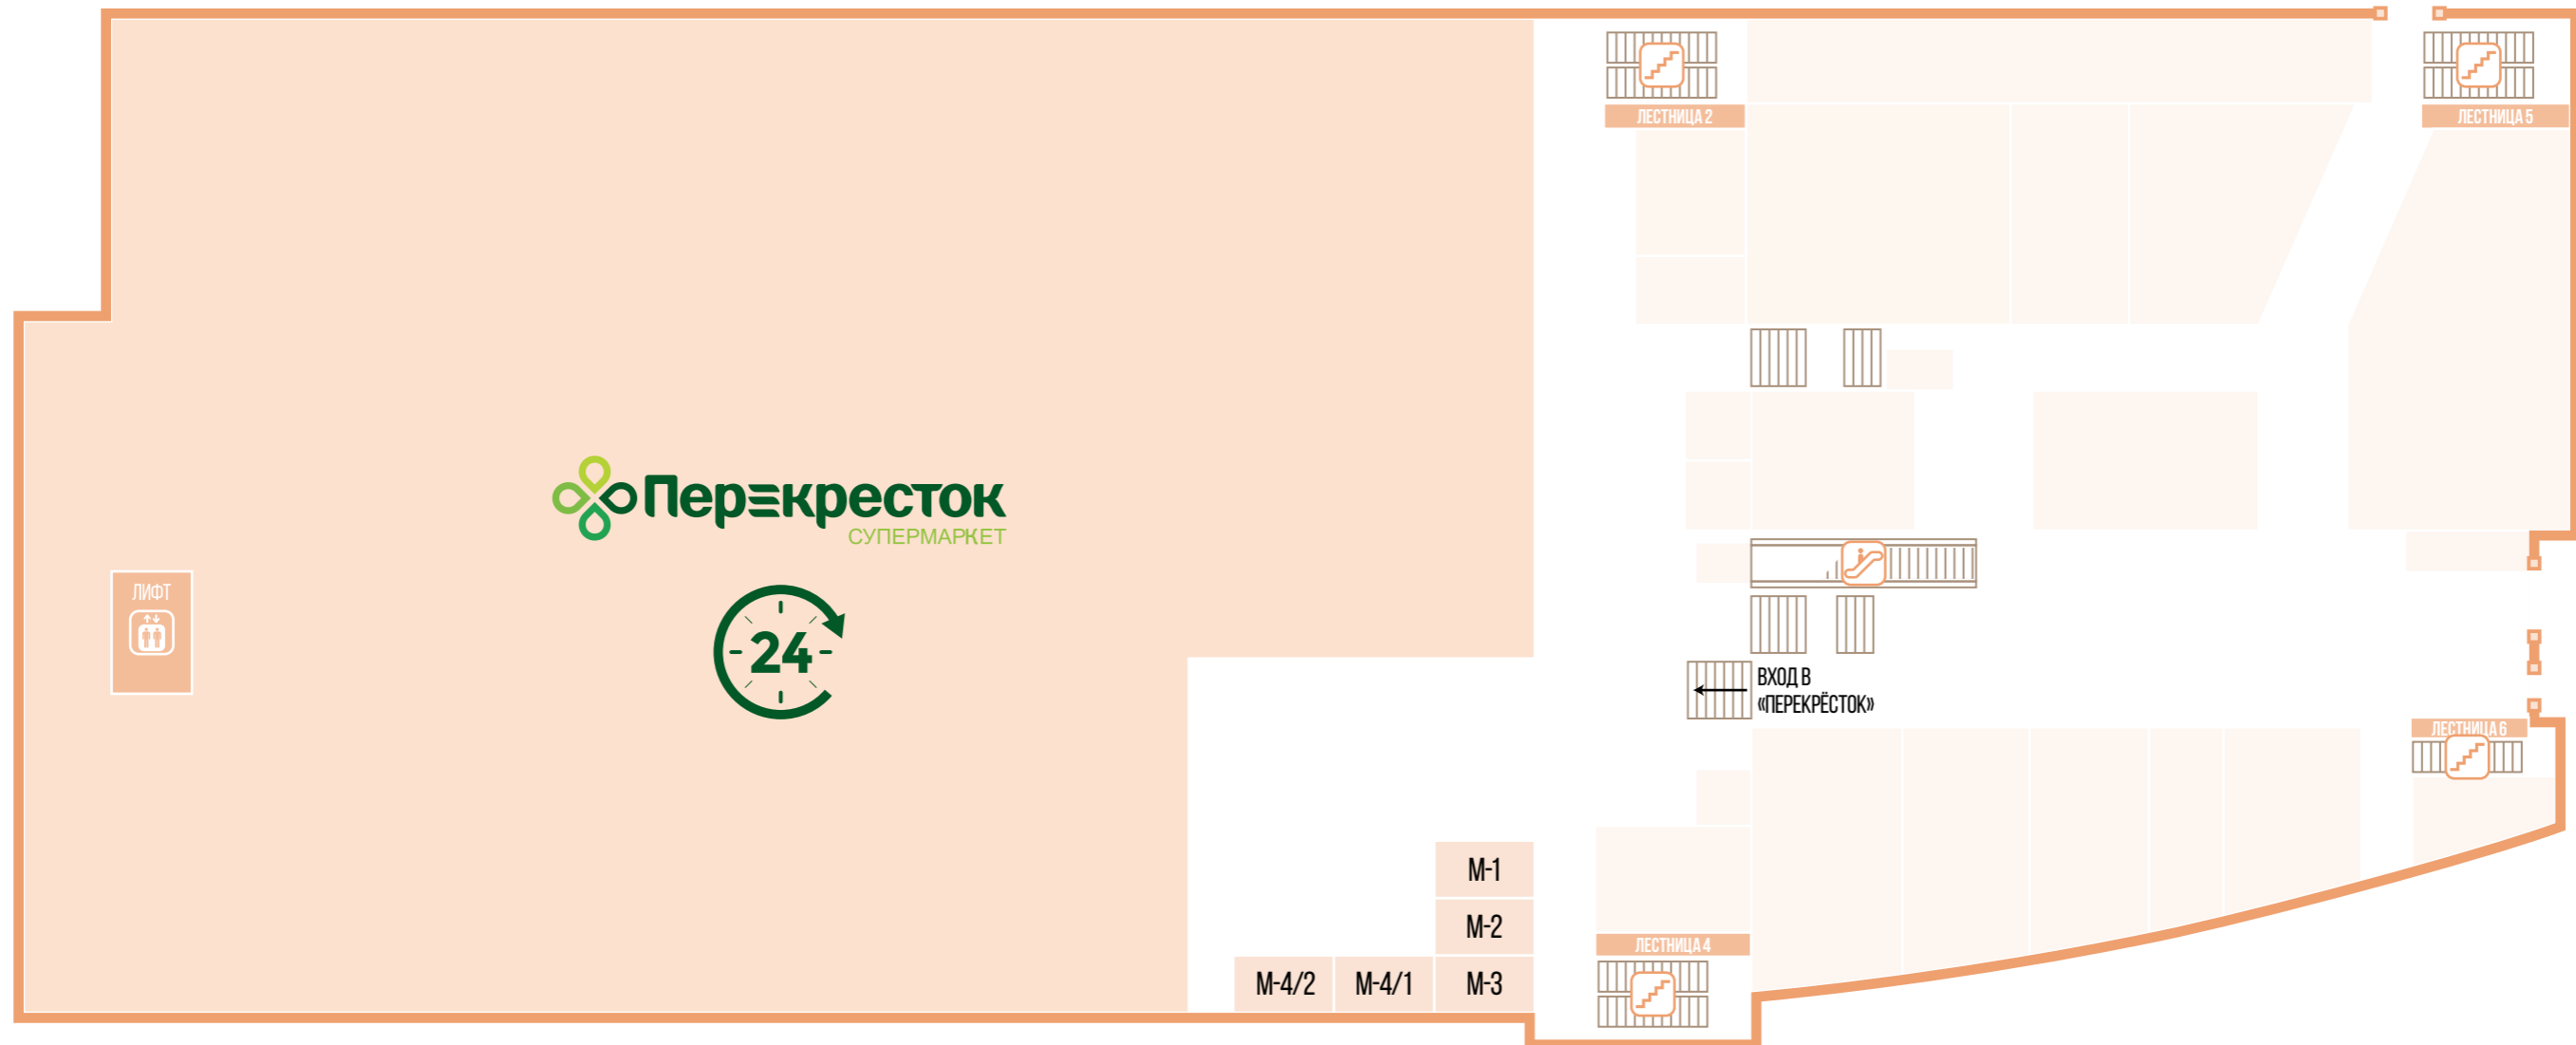 ЛЕСТНИЦА 2
ЛЕСТНИЦА 5
Перекресток
СУПЕРМАРКЕТ
ЛИФТ
24
ВХОД В
«ПЕРЕКРЁСТОК»
ЛЕСТНИЦА 6
М-1
М-2
ЛЕСТНИЦА 4
М-4/2
М-4/1
М-3